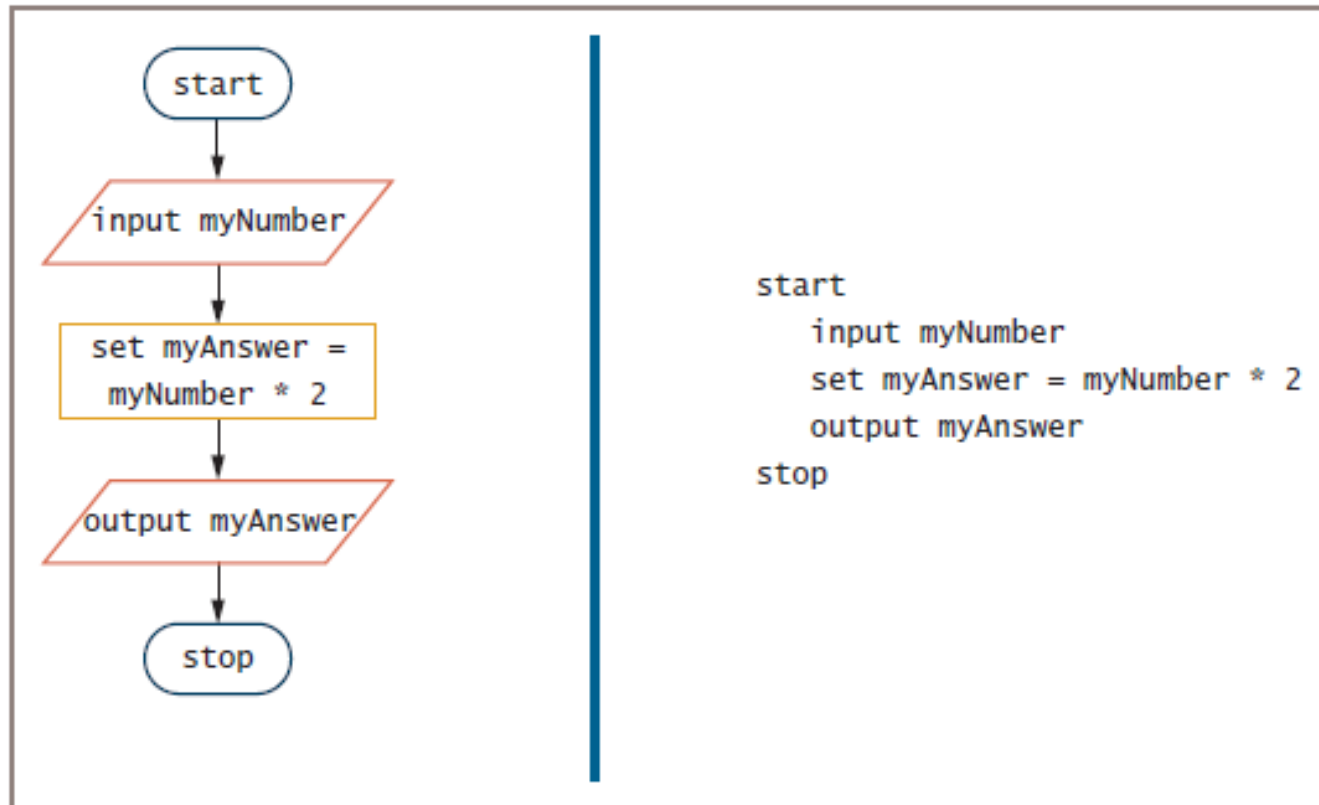 start
input myNumber
set myAnswer =
myNumber * 2
output myAnswer
stop
start
input myNumber
set myAnswer = myNumber * 2
output myAnswer
stop